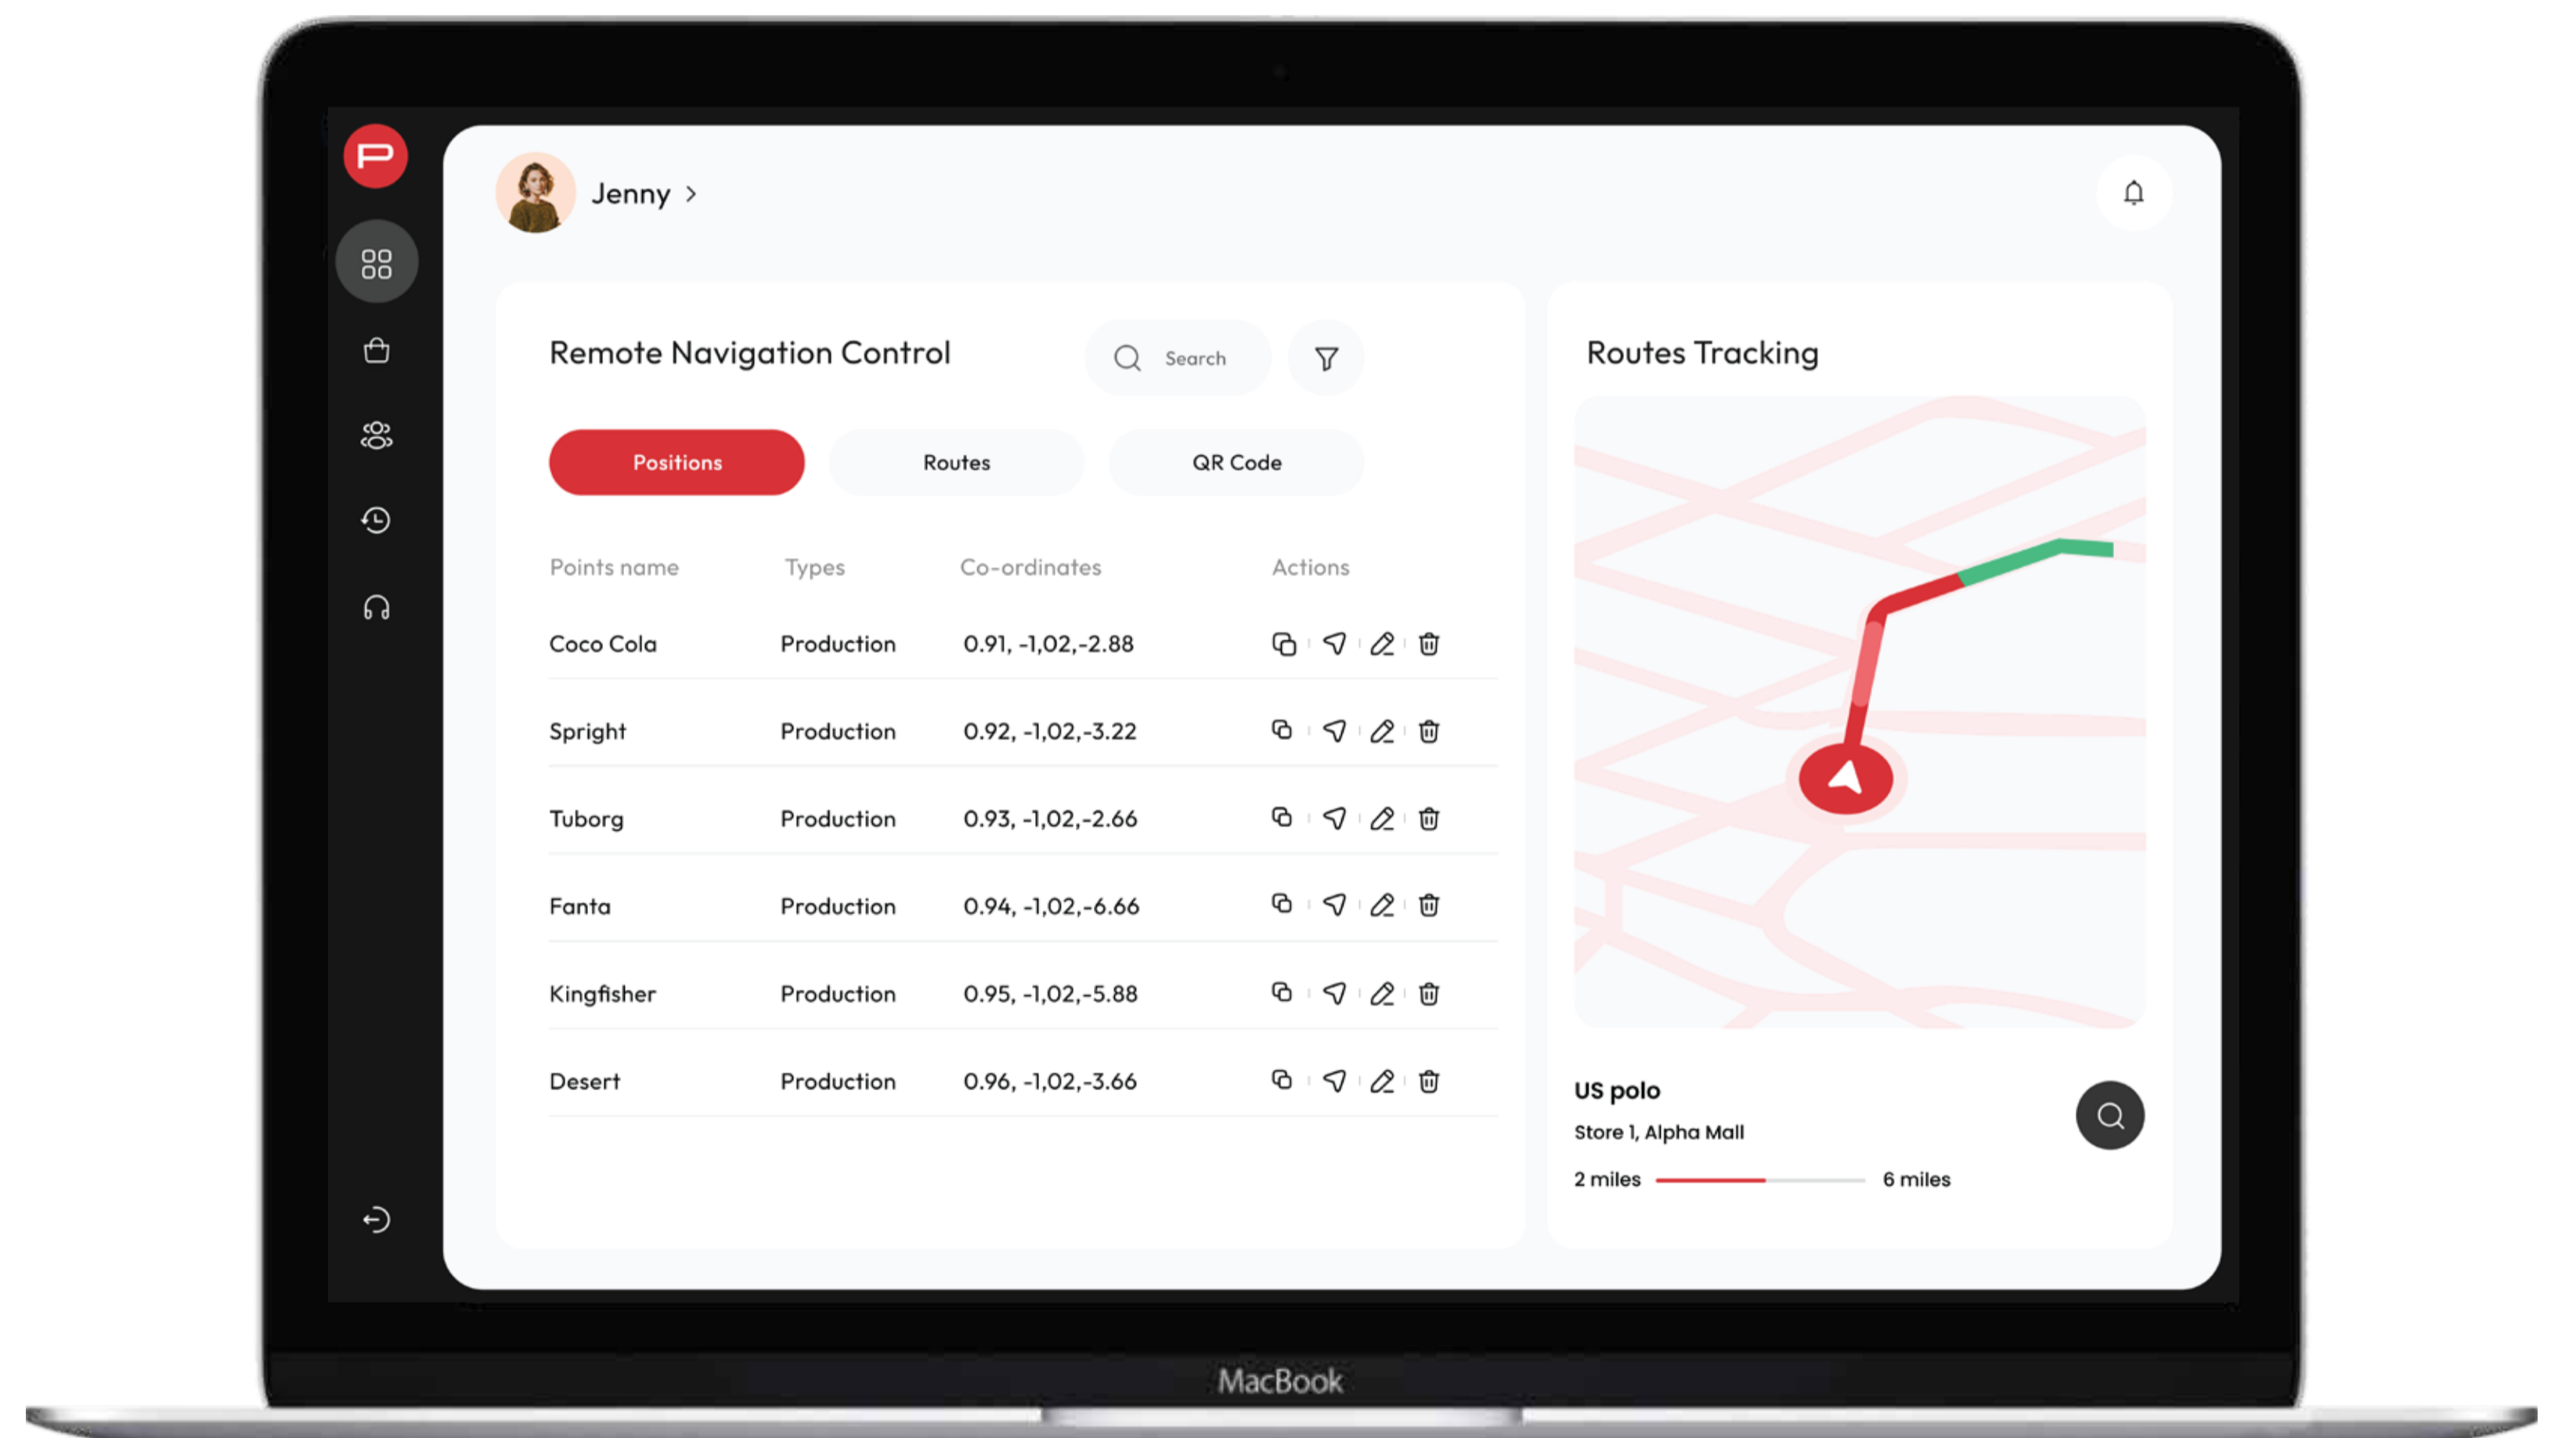 P
Jenny >
Remote Navigation Control
Search
Positions
Routes
QR Code
Points name Types Co-ordinates Actions
Coco Cola Production 0.91, -1,02,-2.88
Spright Production 0.92, -1,02,-3.22
Tuborg Production 0.93, -1,02,-2.66
Fanta Production 0.94, -1,02,-6.66
Kingfisher Production 0.95, -1,02,-5.88
Desert Production 0.96, -1,02,-3.66
Routes Tracking
US polo
Store 1, Alpha Mall
2 miles 6 miles
MacBook